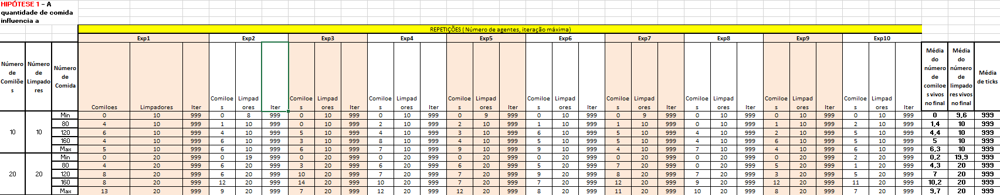 HIPÓTESE 1 - A
quantidade de comida
influencia a
REPETIÇÕES ( Número de agentes, iteração máxima)
Exp1 Exp2 Exp3 Exp4 Exp5 Exp6 Exp7 Exp8 Exp9 Exp10
Número de Comilões Número de Limpadores Número de Comida Comiloes Limpadores Iter Comiloes Limpadores Iter Comiloes Limpadores Iter Comiloes Limpadores Iter Comiloes Limpadores Iter Comiloes Limpadores Iter Comiloes Limpadores Iter Comiloes Limpadores Iter Comiloes Limpadores Iter Comiloes Limpadores Iter Média do número de comiloes vivos no final Média do número de limpadores vivos no final Média de ticks
Min 0 10 999 0 8 999 0 10 999 0 10 999 0 9 999 0 10 999 0 9 999 0 10 999 0 10 999 0 10 999 0 9,6 999
80 4 10 999 1 10 999 0 10 999 2 10 999 2 10 999 1 10 999 1 10 999 0 10 999 1 10 999 2 10 999 1,4 10 999
10 10 120 6 10 999 4 10 999 5 10 999 4 10 999 3 10 999 6 10 999 5 10 999 4 10 999 2 10 999 5 10 999 4,4 10 999
160 4 10 999 6 10 999 3 10 999 8 10 999 4 10 999 5 10 999 5 10 999 4 10 999 6 10 999 5 10 999 5 10 999
Max 5 10 999 6 10 999 6 10 999 7 10 999 9 10 999 9 10 999 4 10 999 7 10 999 4 10 999 6 10 999 6,3 10 999
Min 0 20 999 0 19 999 0 20 999 0 20 999 0 20 999 0 20 999 0 20 999 0 20 999 0 20 999 2 20 999 0,2 19,9 999
80 4 20 999 6 20 999 3 20 999 6 20 999 6 20 999 5 20 999 7 20 999 0 20 999 5 20 999 1 20 999 4,3 20 999
20 20 120 8 20 999 6 20 999 10 20 999 7 20 999 7 20 999 9 20 999 8 20 999 7 20 999 3 20 999 5 20 999 7 20 999
160 8 20 999 12 20 999 14 20 999 10 20 999 7 20 999 7 20 999 12 20 999 9 20 999 12 20 999 11 20 999 10,2 20 999
Max 13 20 999 9 20 999 7 20 999 12 20 999 12 20 999 8 20 999 11 20 999 10 20 999 8 20 999 7 20 999 9,7 20 999